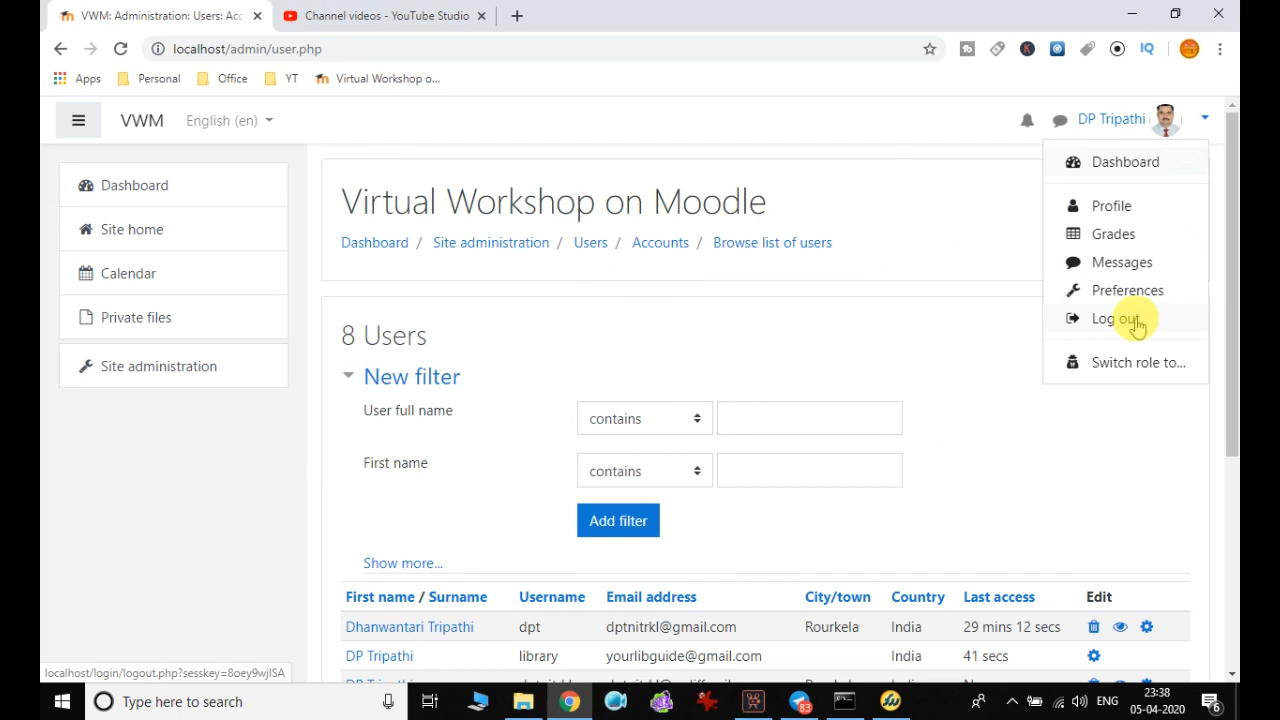 VWM: Administration: Users: Acc
Channel videos - YouTube Studio
localhost/admin/user.php
IQ
Apps
Personal
Office
YT
Virtual Workshop o...
VWM
English (en)
DP Tripathi
Dashboard
Profile
Grades
Messages
Preferences
Log out
Switch role to...
Dashboard
Site home
Calendar
Private files
Site administration
Virtual Workshop on Moodle
Dashboard / Site administration / Users / Accounts / Browse list of users
8 Users
New filter
User full name contains
First name contains
Add filter
Show more...
First name / Surname Username Email address City/town Country Last access Edit
Dhanwantari Tripathi dpt dptnitrkl@gmail.com Rourkela India 29 mins 12 secs
DP Tripathi library yourlibguide@gmail.com India 41 secs
localhost/login/logout.php?sesskey=8oey9wjISA
Type here to search
83
ENG
23:38
05-04-2020
6